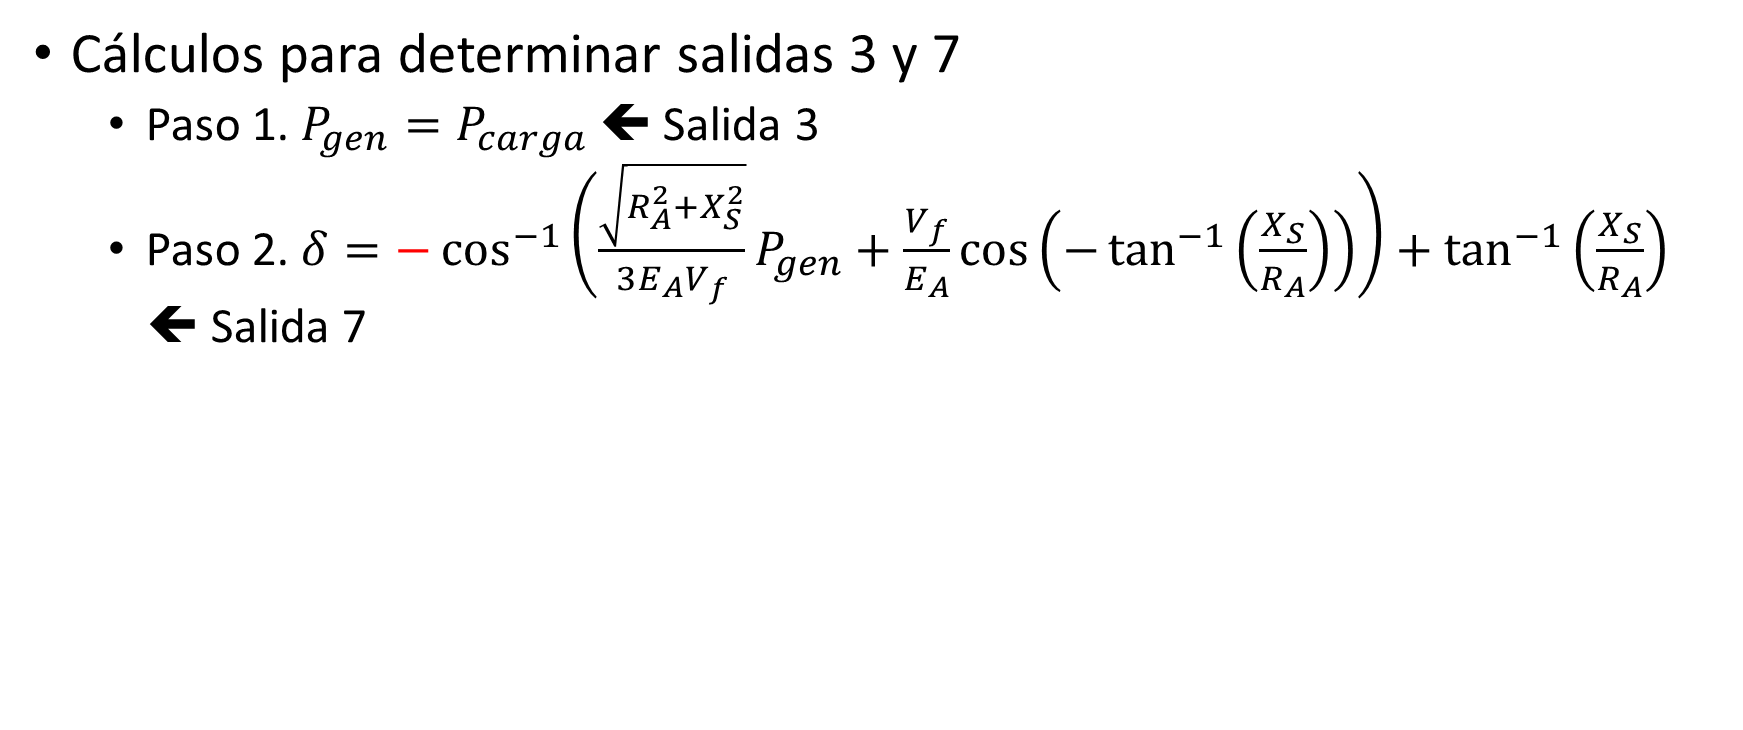 • Cálculos para determinar salidas 3 y 7
• Paso 1. P_gen = P_carga 🡸 Salida 3
• Paso 2. δ = − cos⁻¹ (√(R_A² + X_S²) / (3E_A V_f) P_gen + V_f / E_A cos (− tan⁻¹ (X_S / R_A))) + tan⁻¹ (X_S / R_A)
🡸 Salida 7